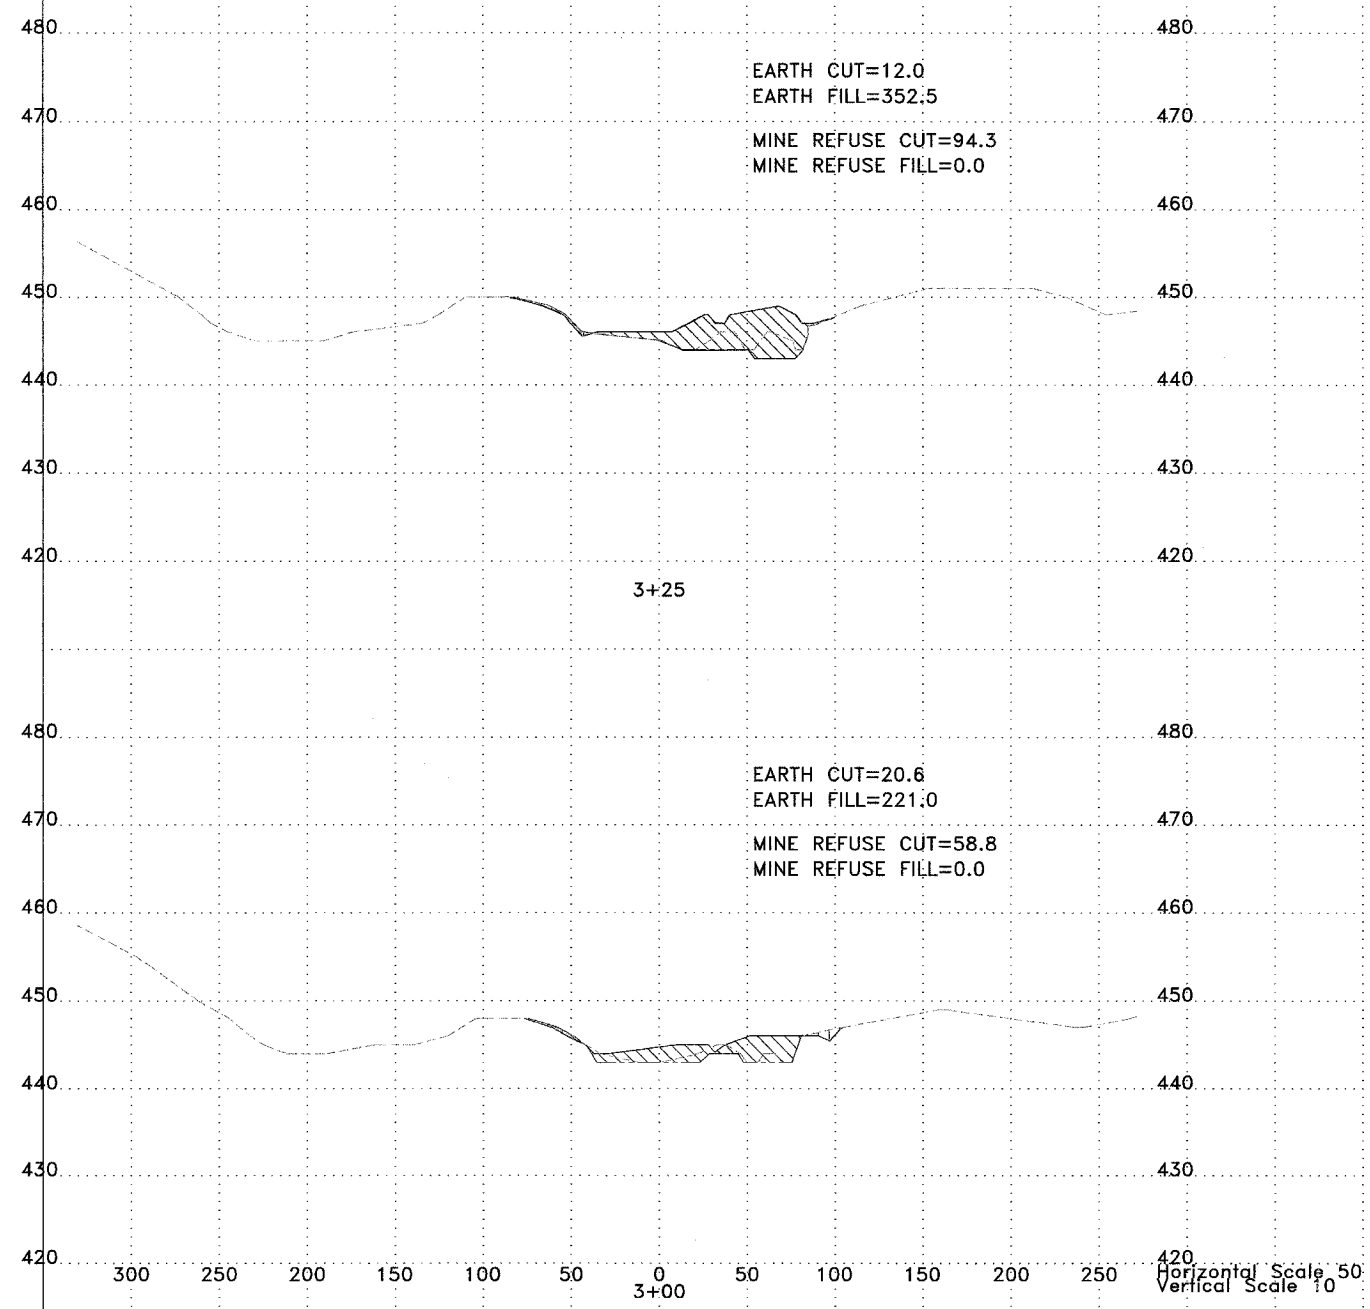 480 480
EARTH CUT=12.0
EARTH FILL=352.5
470 470
MINE REFUSE CUT=94.3
MINE REFUSE FILL=0.0
460 460
450 450
440 440
430 430
420 420
3+25
480 480
EARTH CUT=20.6
EARTH FILL=221.0
470 470
MINE REFUSE CUT=58.8
MINE REFUSE FILL=0.0
460 460
450 450
440 440
430 430
420 420
300 250 200 150 100 50 0 50 100 150 200 250 Horizontal Scale 50
3+00 Vertical Scale 10